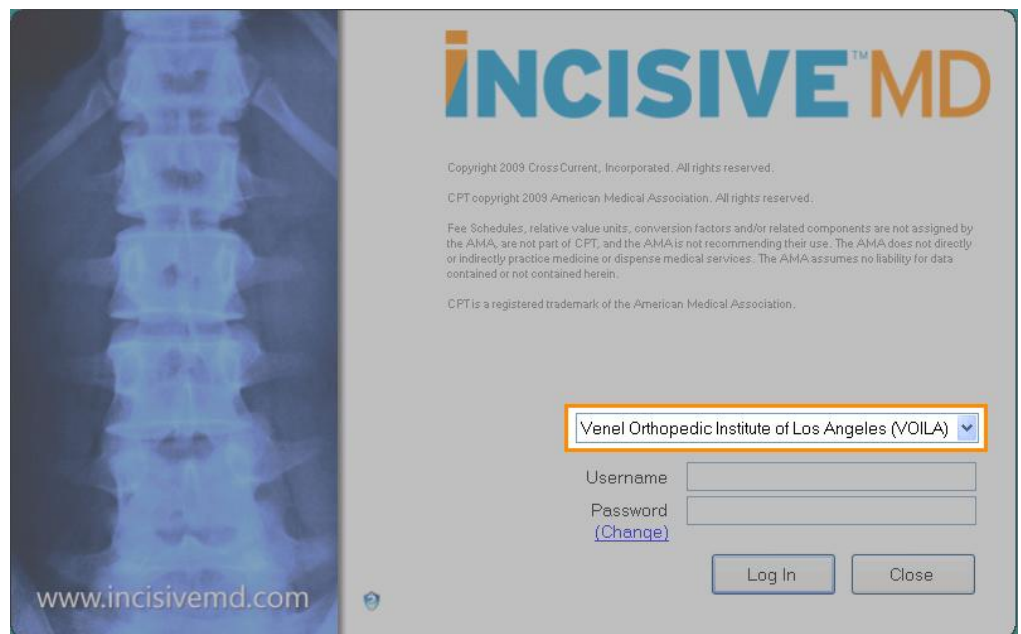 INCISIVE™MD
Copyright 2009 CrossCurrent, Incorporated. All rights reserved.
CPT copyright 2009 American Medical Association. All rights reserved.
Fee Schedules, relative value units, conversion factors and/or related components are not assigned by
the AMA, are not part of CPT, and the AMA is not recommending their use. The AMA does not directly
or indirectly practice medicine or dispense medical services. The AMA assumes no liability for data
contained or not contained herein.
CPT is a registered trademark of the American Medical Association.
Venel Orthopedic Institute of Los Angeles (VOILA)
Username
Password
(Change)
Log In Close
www.incisivemd.com